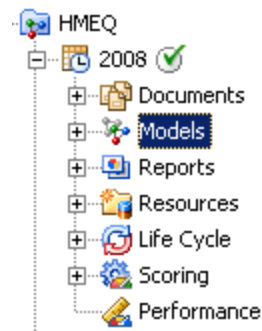 HMEQ
2008
Documents
Models
Reports
Resources
Life Cycle
Scoring
Performance